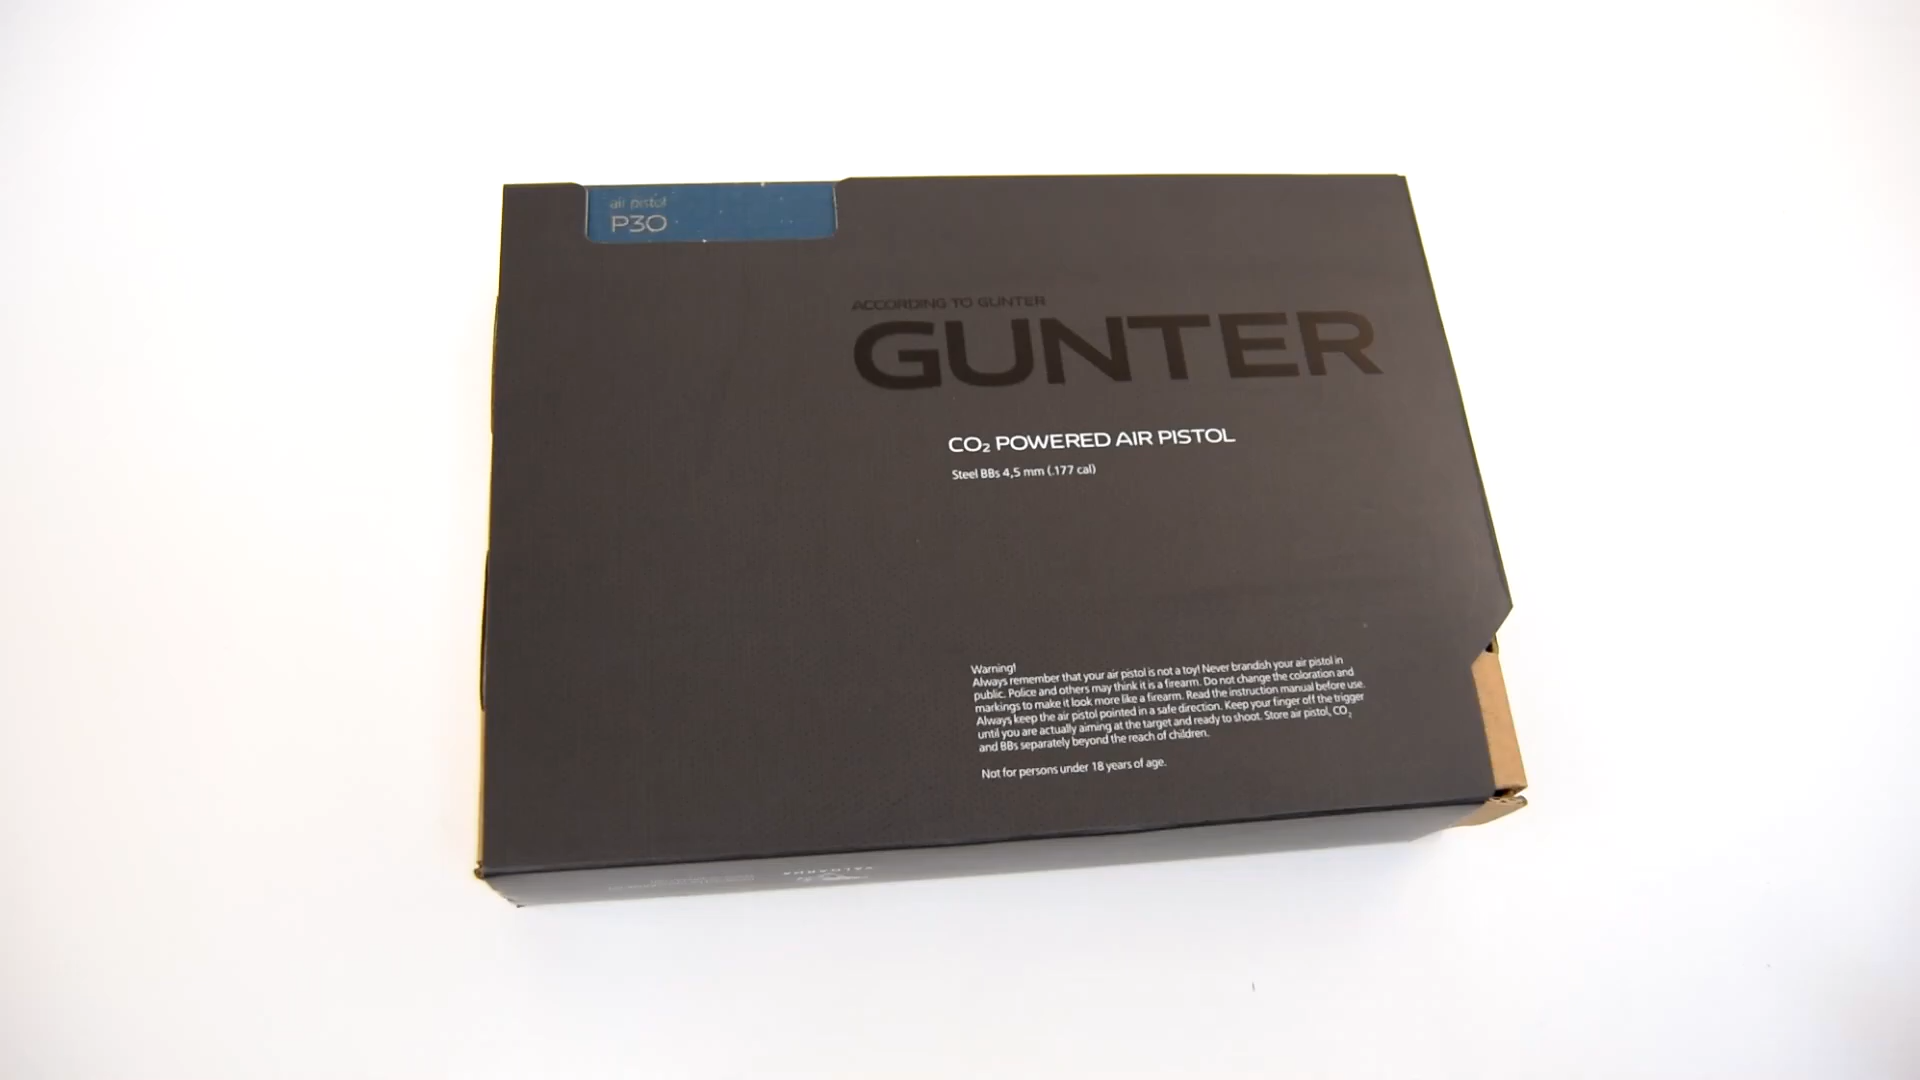 air pistol
P30
ACCORDING TO GUNTER
GUNTER
CO₂ POWERED AIR PISTOL
Steel BBs 4,5 mm (.177 cal)
Warning!
Always remember that your air pistol is not a toy! Never brandish your air pistol in
public. Police and others may think it is a firearm. Do not change the coloration and
markings to make it look more like a firearm. Read the instruction manual before use.
Always keep the air pistol pointed in a safe direction. Keep your finger off the trigger
until you are actually aiming at the target and ready to shoot. Store air pistol, CO₂
and BBs separately beyond the reach of children.
Not for persons under 18 years of age.